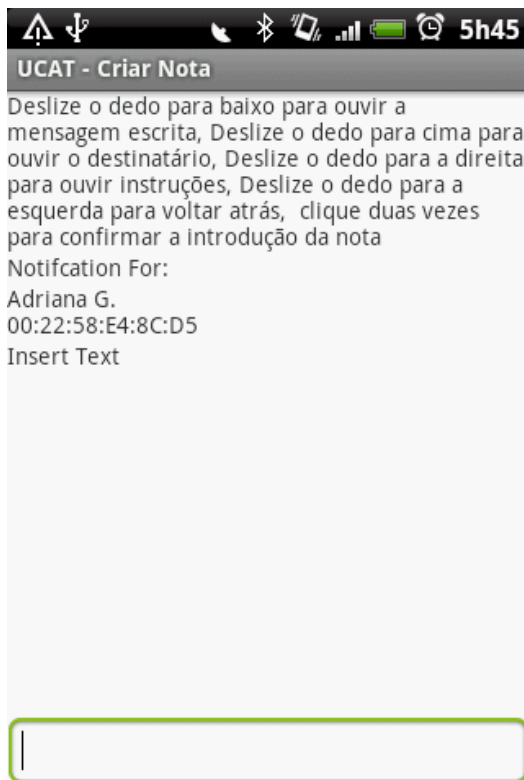 5h45
UCAT - Criar Nota
Deslize o dedo para baixo para ouvir a
mensagem escrita, Deslize o dedo para cima para
ouvir o destinatário, Deslize o dedo para a direita
para ouvir instruções, Deslize o dedo para a
esquerda para voltar atrás,  clique duas vezes
para confirmar a introdução da nota
Notifcation For:
Adriana G.
00:22:58:E4:8C:D5
Insert Text